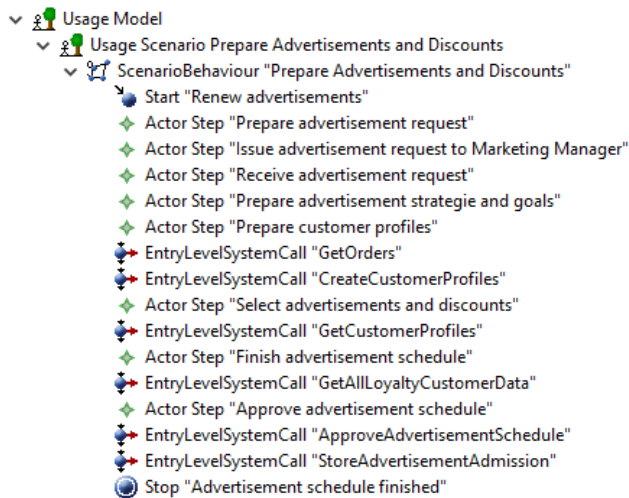 Usage Model
Usage Scenario Prepare Advertisements and Discounts
ScenarioBehaviour "Prepare Advertisements and Discounts"
Start "Renew advertisements"
Actor Step "Prepare advertisement request"
Actor Step "Issue advertisement request to Marketing Manager"
Actor Step "Receive advertisement request"
Actor Step "Prepare advertisement strategie and goals"
Actor Step "Prepare customer profiles"
EntryLevelSystemCall "GetOrders"
EntryLevelSystemCall "CreateCustomerProfiles"
Actor Step "Select advertisements and discounts"
EntryLevelSystemCall "GetCustomerProfiles"
Actor Step "Finish advertisement schedule"
EntryLevelSystemCall "GetAllLoyaltyCustomerData"
Actor Step "Approve advertisement schedule"
EntryLevelSystemCall "ApproveAdvertisementSchedule"
EntryLevelSystemCall "StoreAdvertisementAdmission"
Stop "Advertisement schedule finished"